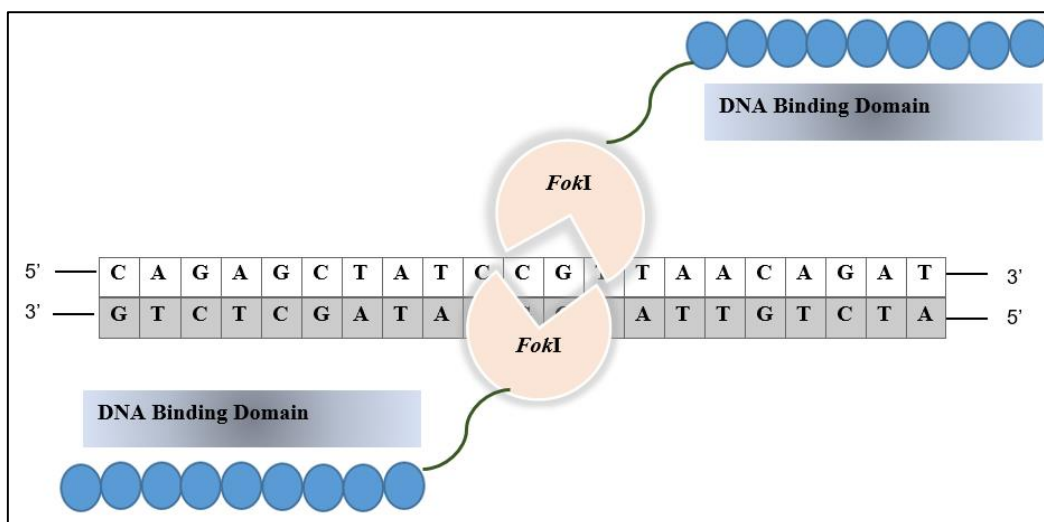 DNA Binding Domain
FokI
5’ C A G A G C T A T C C G T A A C A G A T 3’
3’ G T C T C G A T A A T T G T C T A 5’
FokI
DNA Binding Domain